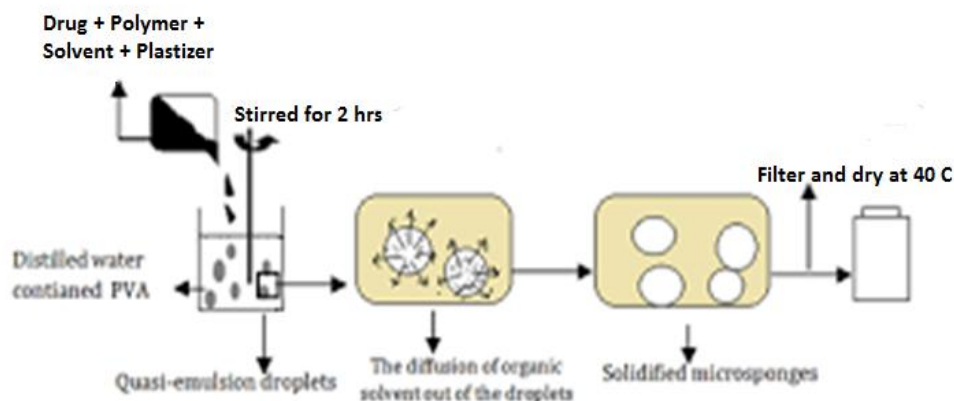 Drug + Polymer +
Solvent + Plastizer
Stirred for 2 hrs
Filter and dry at 40 C
Distilled water
contianed PVA
Quasi-emulsion droplets
The diffusion of organic
solvent out of the droplets
Solidified microsponges